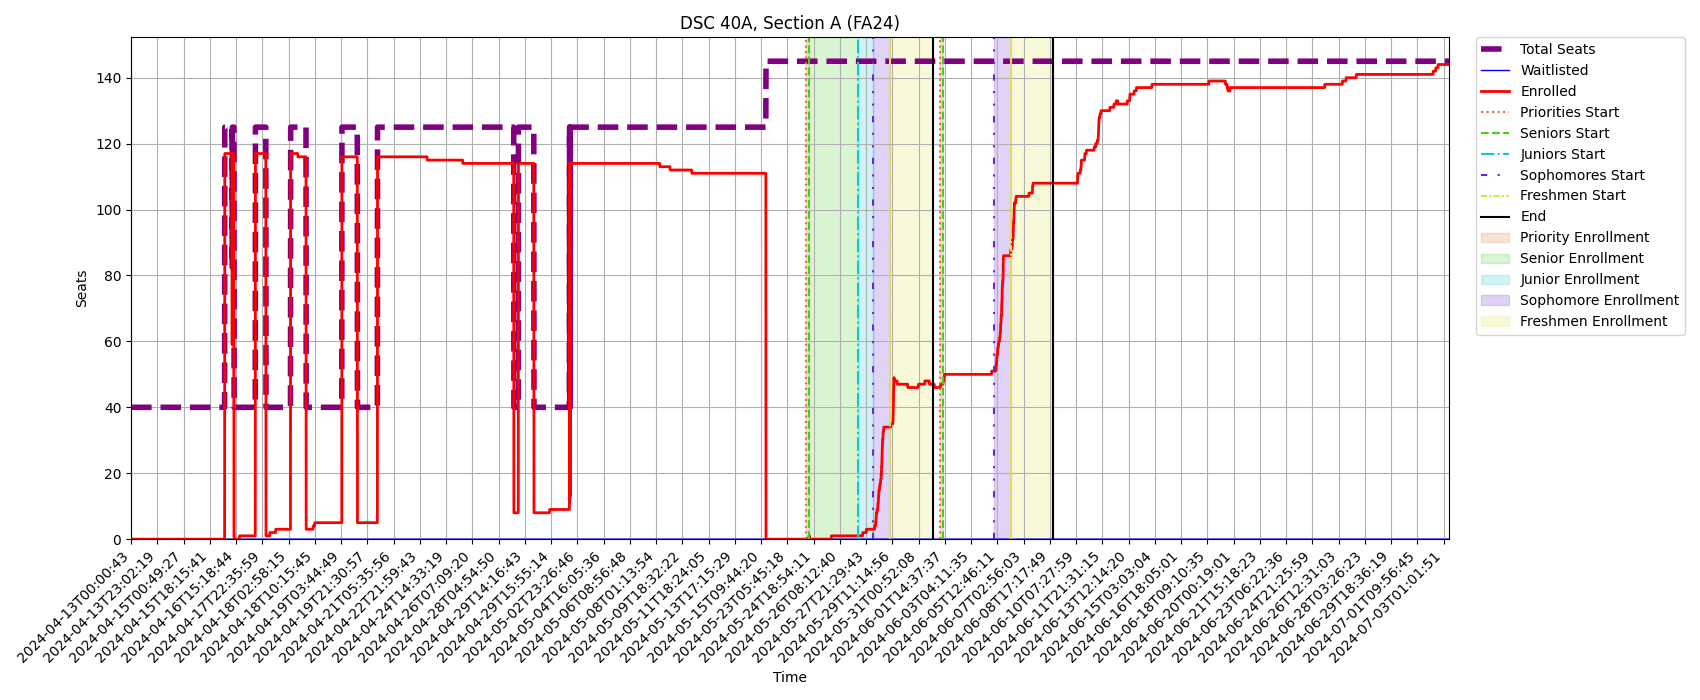 DSC 40A, Section A (FA24)
Seats
140
120
100
80
60
40
20
0
2024-04-13T00:00:43
2024-04-13T23:02:19
2024-04-15T00:49:27
2024-04-15T18:15:41
2024-04-16T15:18:44
2024-04-17T22:35:59
2024-04-18T02:58:15
2024-04-18T10:15:45
2024-04-19T03:44:49
2024-04-19T21:30:57
2024-04-21T05:35:56
2024-04-22T21:59:43
2024-04-24T14:33:19
2024-04-26T07:09:20
2024-04-28T04:54:50
2024-04-29T14:16:43
2024-04-29T15:55:14
2024-05-02T23:26:46
2024-05-04T16:05:36
2024-05-06T08:56:48
2024-05-08T01:13:54
2024-05-09T18:32:22
2024-05-11T18:24:05
2024-05-13T17:15:29
2024-05-15T09:44:20
2024-05-23T05:45:18
2024-05-24T18:54:11
2024-05-26T08:12:40
2024-05-27T21:29:43
2024-05-29T11:14:56
2024-05-31T00:52:08
2024-06-01T14:37:37
2024-06-03T04:11:35
2024-06-05T12:46:11
2024-06-07T02:56:03
2024-06-08T17:17:49
2024-06-10T07:27:59
2024-06-11T21:31:15
2024-06-13T12:14:20
2024-06-15T03:03:04
2024-06-16T18:05:01
2024-06-18T09:10:35
2024-06-20T00:19:01
2024-06-21T15:18:23
2024-06-23T06:22:36
2024-06-24T21:25:59
2024-06-26T12:31:03
2024-06-28T03:26:23
2024-06-29T18:36:19
2024-07-01T09:56:45
2024-07-03T01:01:51
Time
Total Seats
Waitlisted
Enrolled
Priorities Start
Seniors Start
Juniors Start
Sophomores Start
Freshmen Start
End
Priority Enrollment
Senior Enrollment
Junior Enrollment
Sophomore Enrollment
Freshmen Enrollment